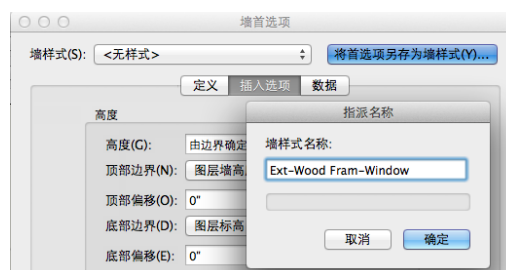 墙首选项
墙样式(S): <无样式> 将首选项另存为墙样式(Y)...
定义 插入选项 数据
指派名称
高度
高度(C): 由边界确定
墙样式名称:
顶部边界(N): 图层墙高
Ext-Wood Fram-Window
顶部偏移(O): 0"
底部边界(D): 图层标高
取消 确定
底部偏移(E): 0"